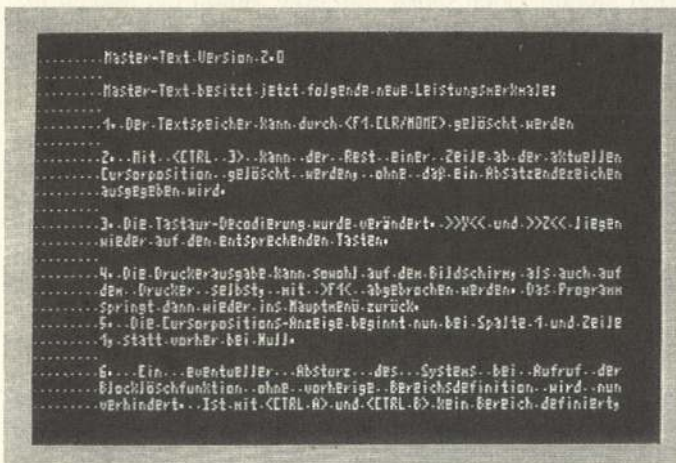 Master-Text Version 2.0
Master-Text besitzt jetzt folgende neue Leistungsmerkmale:
1. Der Textspeicher kann durch <F1 CLR/HOME> gelöscht werden
2. Mit <CTRL 3> kann der Rest einer Zeile ab der aktuellen
Cursorposition gelöscht werden, ohne daß ein Absatzendezeichen
ausgegeben wird.
3. Die Tastaur-Decodierung wurde verändert. >>Y<< und >>Z<< liegen
wieder auf den entsprechenden Tasten.
4. Die Druckerausgabe kann sowohl auf dem Bildschirm, als auch auf
dem Drucker selbst, mit >F1< abgebrochen werden. Das Programm
springt dann wieder ins Hauptmenü zurück.
5. Die Cursorpositions-Anzeige beginnt nun bei Spalte 1 und Zeile
1, statt vorher bei Null.
6. Ein eventueller Absturz des Systems bei Aufruf der
Blocklöschfunktion ohne vorherige Bereichsdefinition wird nun
verhindert. Ist mit <CTRL A> und <CTRL B> kein Bereich definiert,